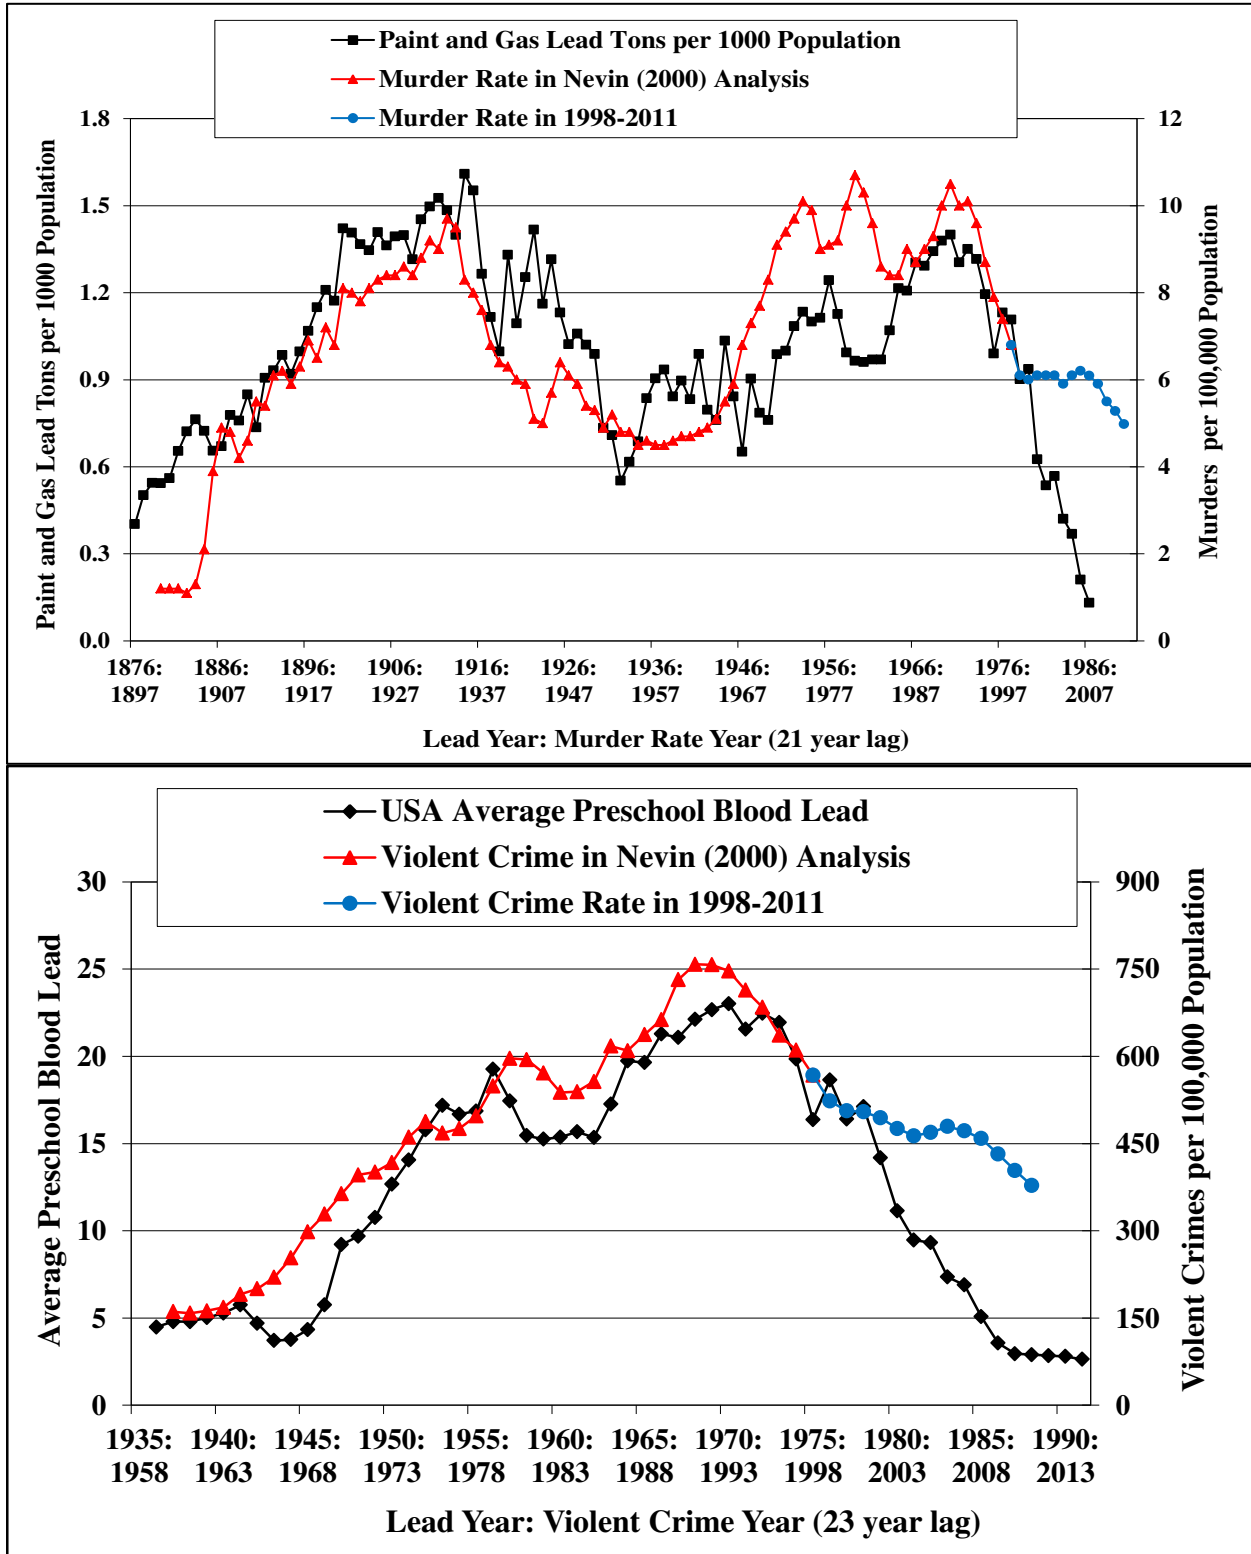 Paint and Gas Lead Tons per 1000 Population
Murder Rate in Nevin (2000) Analysis
Murder Rate in 1998-2011
Paint and Gas Lead Tons per 1000 Population
1.8
1.5
1.2
0.9
0.6
0.3
0.0
12
10
8
6
4
2
0
Murders per 100,000 Population
1876: 1886: 1896: 1906: 1916: 1926: 1936: 1946: 1956: 1966: 1976: 1986:
1897 1907 1917 1927 1937 1947 1957 1967 1977 1987 1997 2007
Lead Year: Murder Rate Year (21 year lag)
USA Average Preschool Blood Lead
Violent Crime in Nevin (2000) Analysis
Violent Crime Rate in 1998-2011
Average Preschool Blood Lead
30
25
20
15
10
5
0
900
750
600
450
300
150
0
Violent Crimes per 100,000 Population
1935: 1940: 1945: 1950: 1955: 1960: 1965: 1970: 1975: 1980: 1985: 1990:
1958 1963 1968 1973 1978 1983 1988 1993 1998 2003 2008 2013
Lead Year: Violent Crime Year (23 year lag)